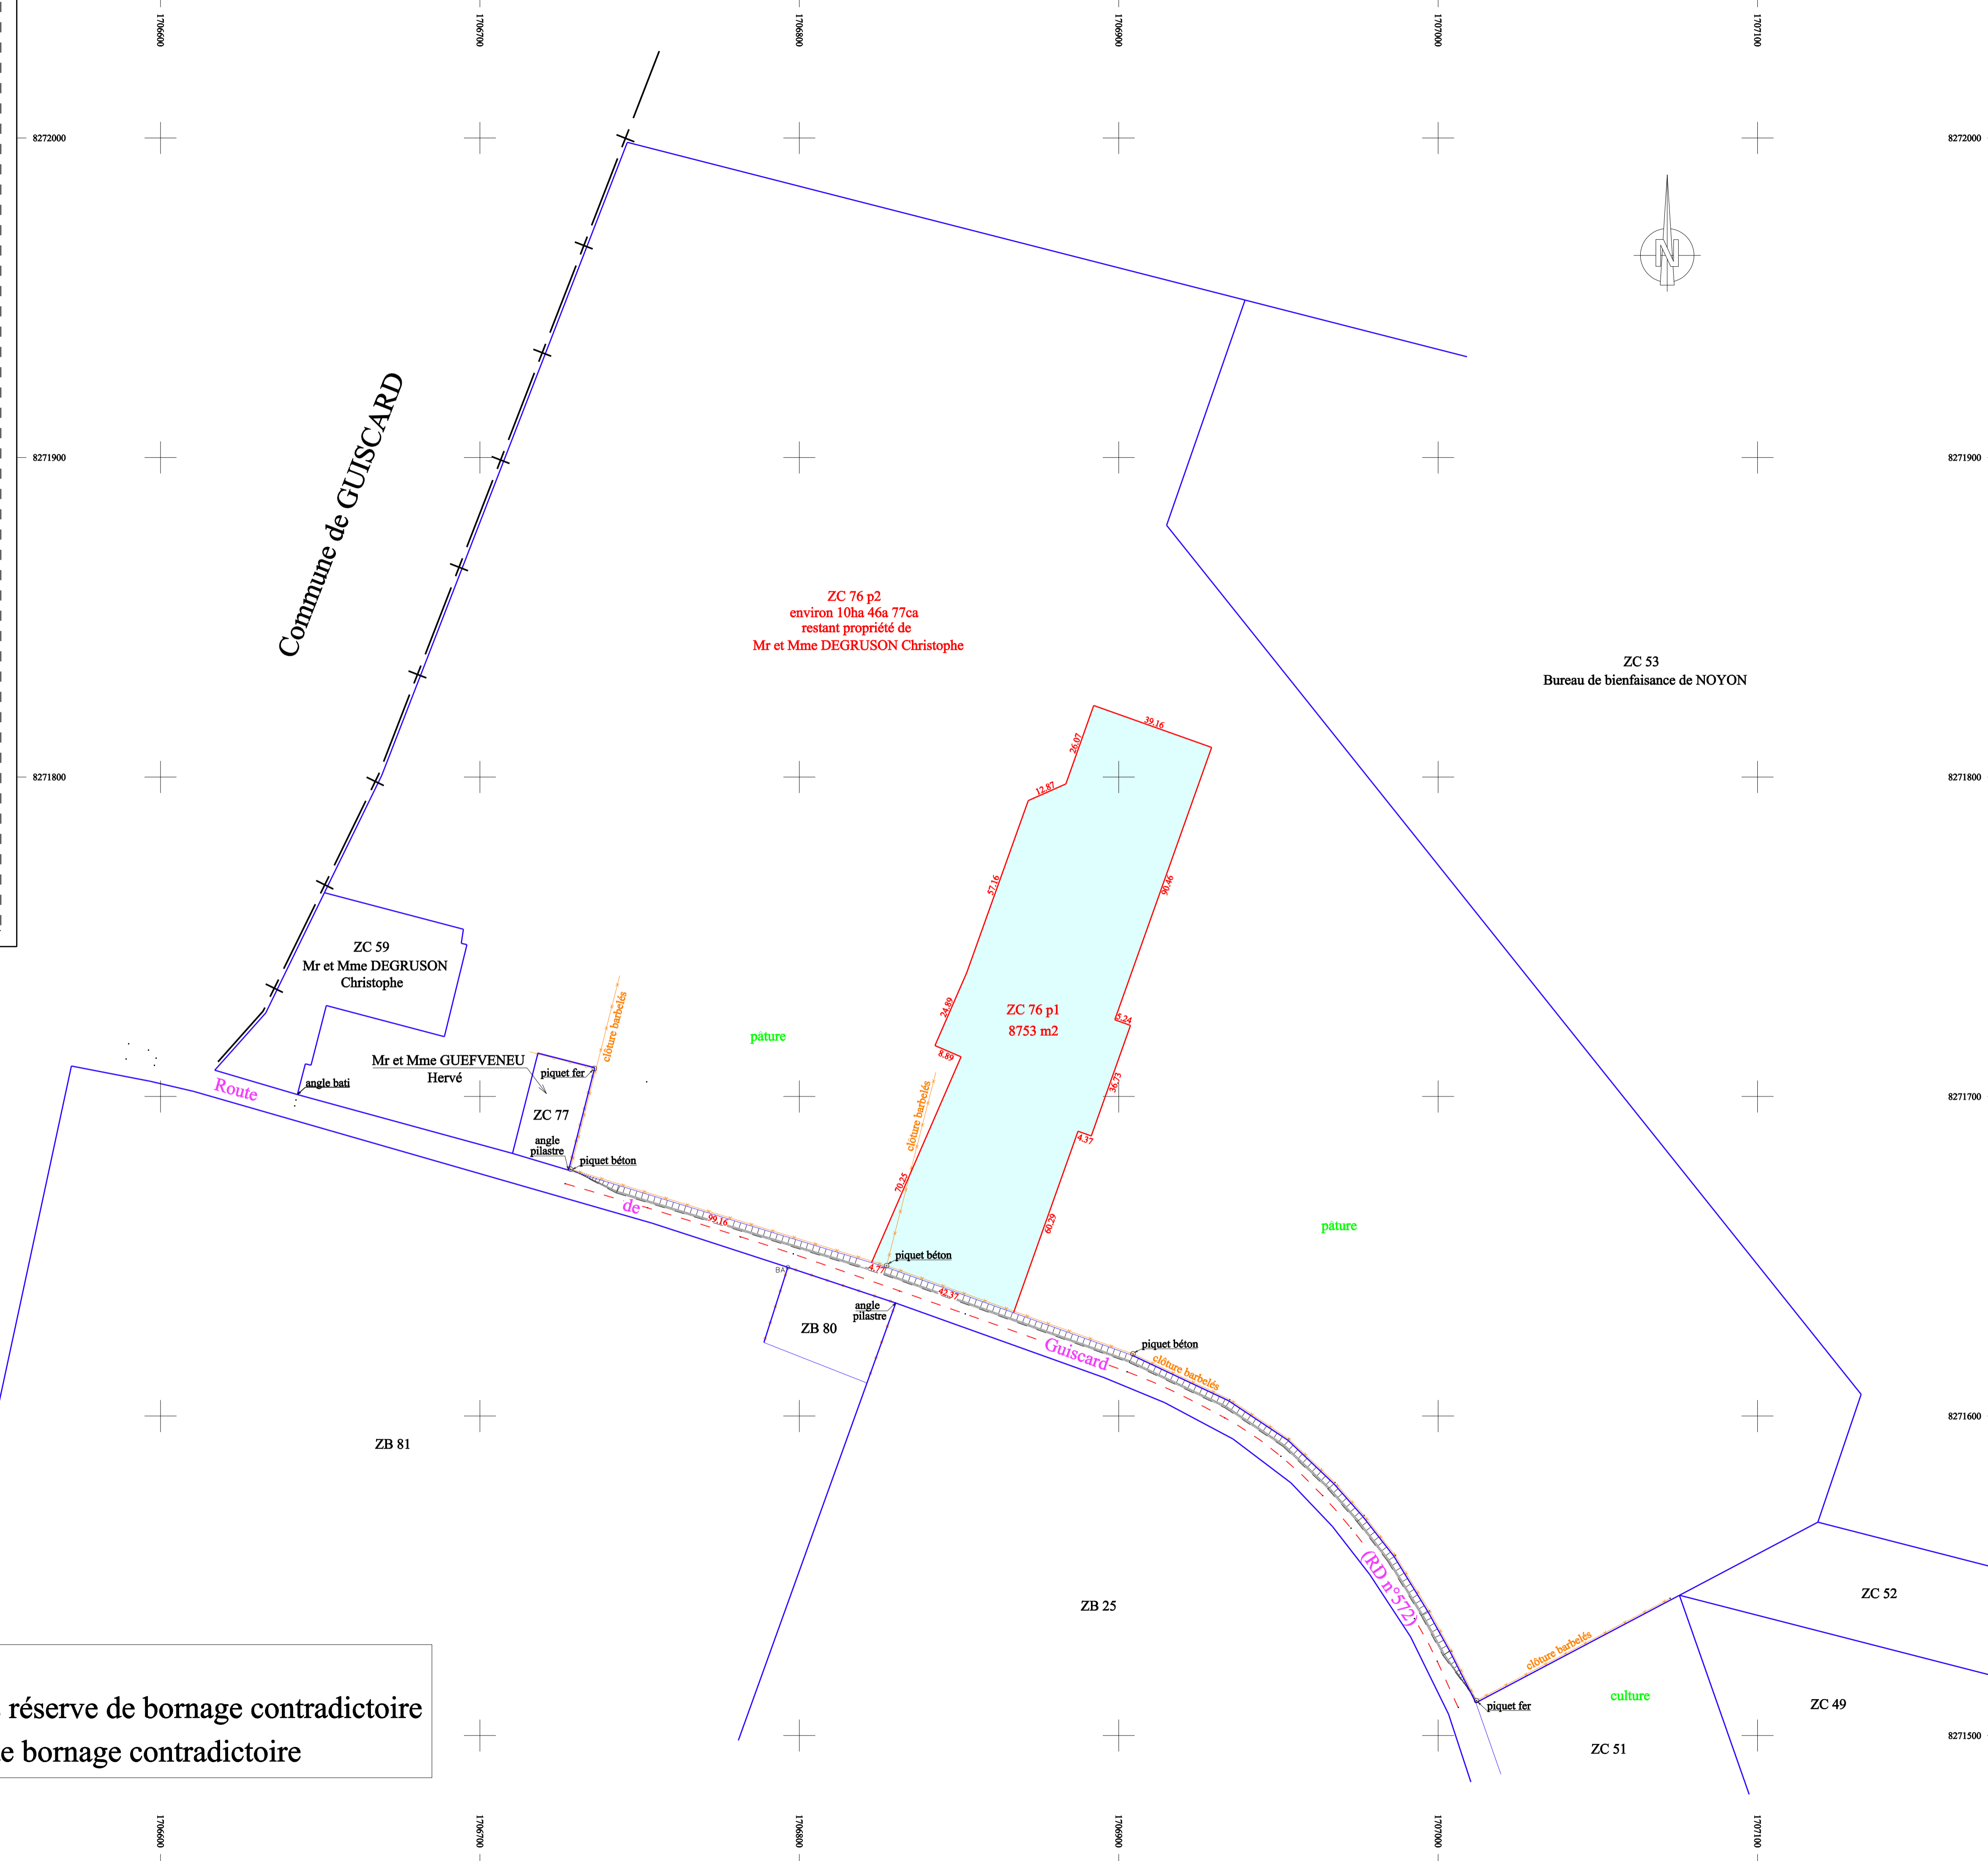 1706600
1706700
1706800
1706900
1707000
1707100
8272000
8272000
N
Commune de GUISCARD
8271900
8271900
ZC 76 p2
environ 10ha 46a 77ca
restant propriété de
Mr et Mme DEGRUSON Christophe
ZC 53
Bureau de bienfaisance de NOYON
39.16
26.07
8271800
8271800
12.87
57.16
90.46
ZC 59
Mr et Mme DEGRUSON
Christophe
clôture barbelés
24.89
ZC 76 p1
8753 m2
5.24
pâture
8.89
Mr et Mme GUEFVENEU
Hervé
piquet fer
angle bati
Route
36.73
8271700
8271700
clôture barbelés
ZC 77
angle
pilastre
piquet béton
4.37
70.25
60.29
pâture
de
99.16
piquet béton
4.77
BA
42.37
angle
pilastre
ZB 80
Guiscard
piquet béton
clôture barbelés
8271600
ZB 81
(RD n°572)
ZB 25
ZC 52
clôture barbelés
culture
piquet fer
ZC 49
réserve de bornage contradictoire
8271500
ZC 51
e bornage contradictoire
1706600
1706700
1706800
1706900
1707000
1707100